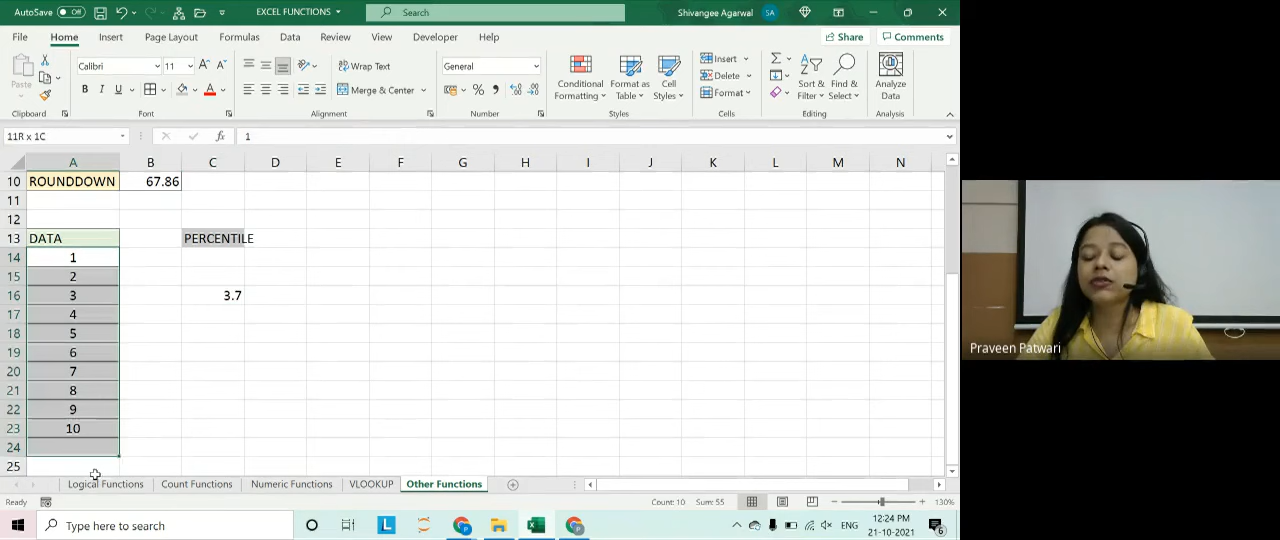 AutoSave Off EXCEL FUNCTIONS Search Shivangee Agarwal SA
File Home Insert Page Layout Formulas Data Review View Developer Help Share Comments
Paste Calibri 11 Wrap Text General Insert
Conditional Formatting Format as Table Cell Styles Delete Sort & Filter Find & Select Analyze Data
B I U Merge & Center % Format
Clipboard Font Alignment Number Styles Cells Editing Analysis
11R x 1C fx 1
A B C D E F G H I J K L M N
10 ROUNDDOWN 67.86
11
12
13 DATA PERCENTILE
14 1
15 2
16 3 3.7
17 4
18 5
19 6
20 7
21 8
22 9
23 10
24
25
Logical Functions Count Functions Numeric Functions VLOOKUP Other Functions
Ready Count: 10 Sum: 55 130%
Type here to search L ENG 12:24 PM
21-10-2021 6
Praveen Patwari